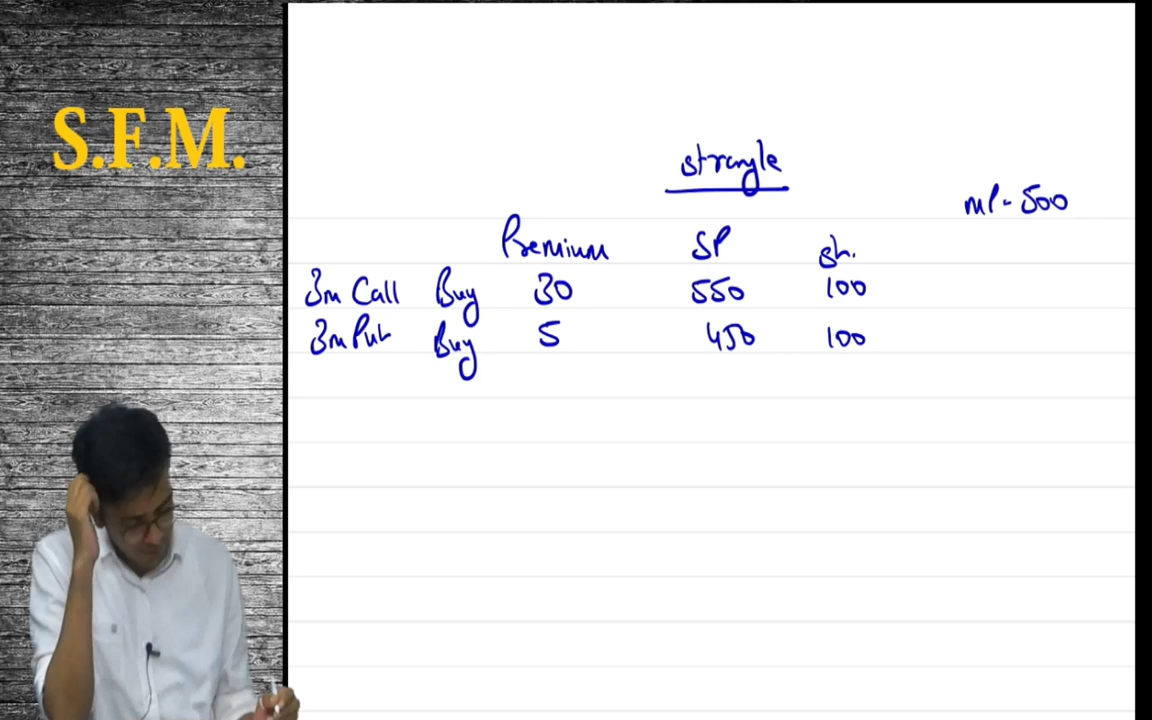 S.F.M.
strangle
MP - 500
Premium SP sh.
3m Call Buy 30 550 100
3m Put Buy 5 450 100